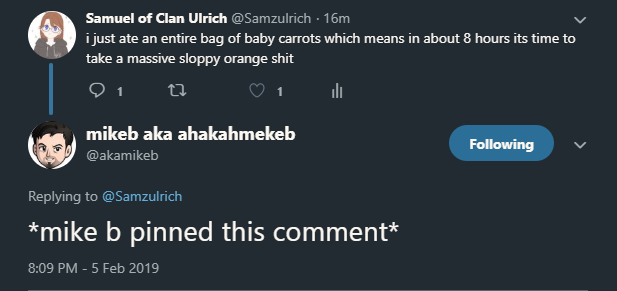 Samuel of Clan Ulrich @Samzulrich · 16m
i just ate an entire bag of baby carrots which means in about 8 hours its time to
take a massive sloppy orange shit
1 1
mikeb aka ahakahmekeb
@akamikeb
Following
Replying to @Samzulrich
*mike b pinned this comment*
8:09 PM - 5 Feb 2019